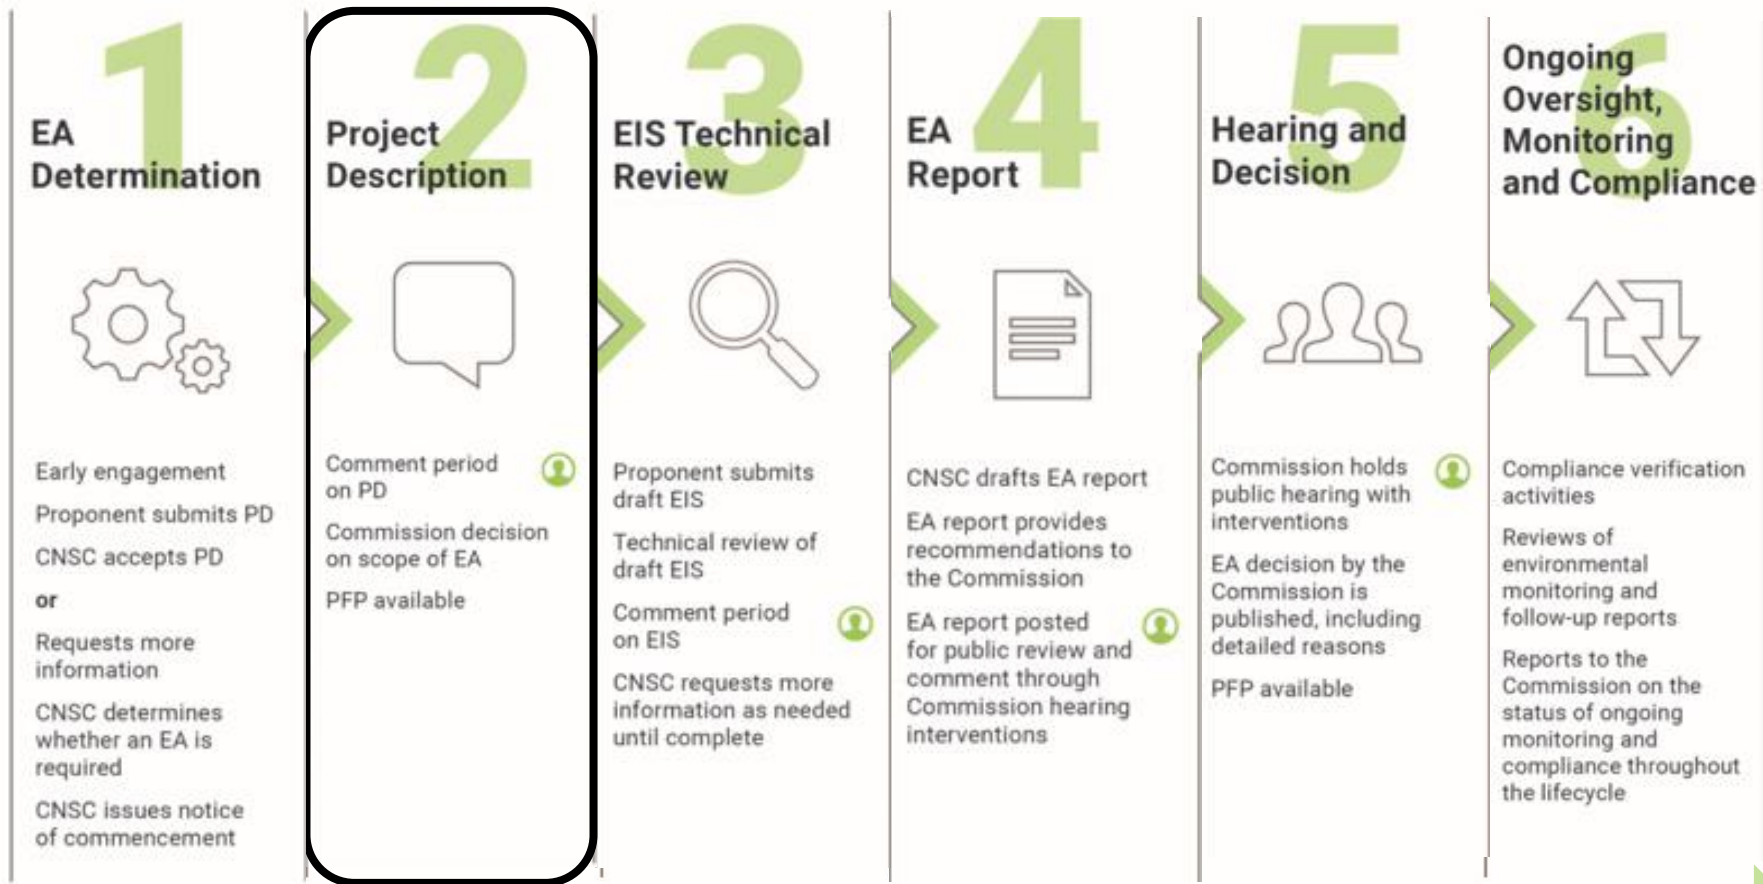 1
EA
Determination
Early engagement
Proponent submits PD
CNSC accepts PD
or
Requests more
information
CNSC determines
whether an EA is
required
CNSC issues notice
of commencement
2
Project
Description
Comment period
on PD
Commission decision
on scope of EA
PFP available
3
EIS Technical
Review
Proponent submits
draft EIS
Technical review of
draft EIS
Comment period
on EIS
CNSC requests more
information as needed
until complete
4
EA
Report
CNSC drafts EA report
EA report provides
recommendations to
the Commission
EA report posted
for public review and
comment through
Commission hearing
interventions
5
Hearing and
Decision
Commission holds
public hearing with
interventions
EA decision by the
Commission is
published, including
detailed reasons
PFP available
6
Ongoing
Oversight,
Monitoring
and Compliance
Compliance verification
activities
Reviews of
environmental
monitoring and
follow-up reports
Reports to the
Commission on the
status of ongoing
monitoring and
compliance throughout
the lifecycle